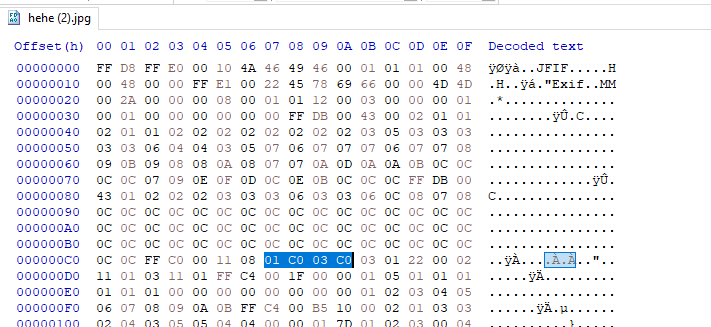 hehe (2).jpg
Offset(h) 00 01 02 03 04 05 06 07 08 09 0A 0B 0C 0D 0E 0F Decoded text
00000000 FF D8 FF E0 00 10 4A 46 49 46 00 01 01 01 00 48 ÿØÿà..JFIF.....H
00000010 00 48 00 00 FF E1 00 22 45 78 69 66 00 00 4D 4D .H..ÿá."Exif..MM
00000020 00 2A 00 00 00 08 00 01 01 12 00 03 00 00 00 01 .*..............
00000030 00 01 00 00 00 00 00 00 FF DB 00 43 00 02 01 01 ........ÿÛ.C....
00000040 02 01 01 02 02 02 02 02 02 02 02 03 05 03 03 03 ................
00000050 03 03 06 04 04 03 05 07 06 07 07 07 06 07 07 08 ................
00000060 09 0B 09 08 08 0A 08 07 07 0A 0D 0A 0A 0B 0C 0C ................
00000070 0C 0C 07 09 0E 0F 0D 0C 0E 0B 0C 0C 0C FF DB 00 .............ÿÛ.
00000080 43 01 02 02 02 03 03 03 06 03 03 06 0C 08 07 08 C...............
00000090 0C 0C 0C 0C 0C 0C 0C 0C 0C 0C 0C 0C 0C 0C 0C 0C ................
000000A0 0C 0C 0C 0C 0C 0C 0C 0C 0C 0C 0C 0C 0C 0C 0C 0C ................
000000B0 0C 0C 0C 0C 0C 0C 0C 0C 0C 0C 0C 0C 0C 0C 0C 0C ................
000000C0 0C 0C FF C0 00 11 08 01 C0 03 C0 03 01 22 00 02 ..ÿÀ....À.À.."..
000000D0 11 01 03 11 01 FF C4 00 1F 00 00 01 05 01 01 01 .....ÿÄ.........
000000E0 01 01 01 00 00 00 00 00 00 00 00 01 02 03 04 05 ................
000000F0 06 07 08 09 0A 0B FF C4 00 B5 10 00 02 01 03 03 ......ÿÄ.µ......
00000100 02 04 03 05 05 04 04 00 00 01 7D 01 02 03 00 04 ..........}.....